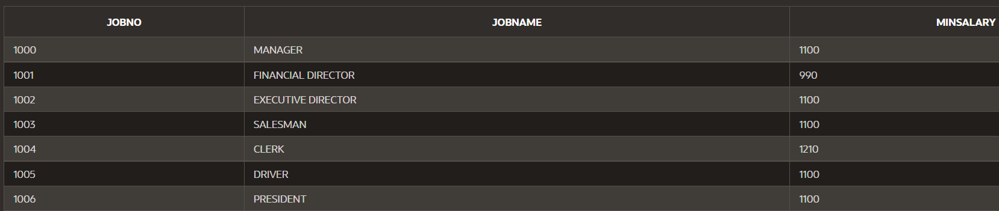 JOBNO JOBNAME MINSALARY
1000 MANAGER 1100
1001 FINANCIAL DIRECTOR 990
1002 EXECUTIVE DIRECTOR 1100
1003 SALESMAN 1100
1004 CLERK 1210
1005 DRIVER 1100
1006 PRESIDENT 1100